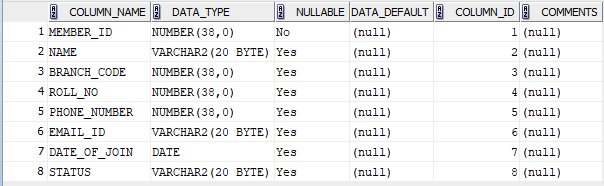 COLUMN_NAME DATA_TYPE NULLABLE DATA_DEFAULT COLUMN_ID COMMENTS
1 MEMBER_ID NUMBER(38,0) No (null) 1 (null)
2 NAME VARCHAR2(20 BYTE) Yes (null) 2 (null)
3 BRANCH_CODE NUMBER(38,0) Yes (null) 3 (null)
4 ROLL_NO NUMBER(38,0) Yes (null) 4 (null)
5 PHONE_NUMBER NUMBER(38,0) Yes (null) 5 (null)
6 EMAIL_ID VARCHAR2(20 BYTE) Yes (null) 6 (null)
7 DATE_OF_JOIN DATE Yes (null) 7 (null)
8 STATUS VARCHAR2(20 BYTE) Yes (null) 8 (null)